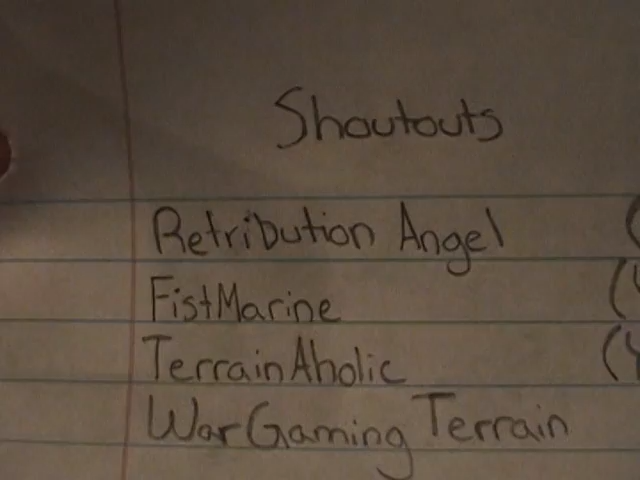 Shoutouts
Retribution Angel (
FistMarine (
TerrainAholic (
WarGaming Terrain